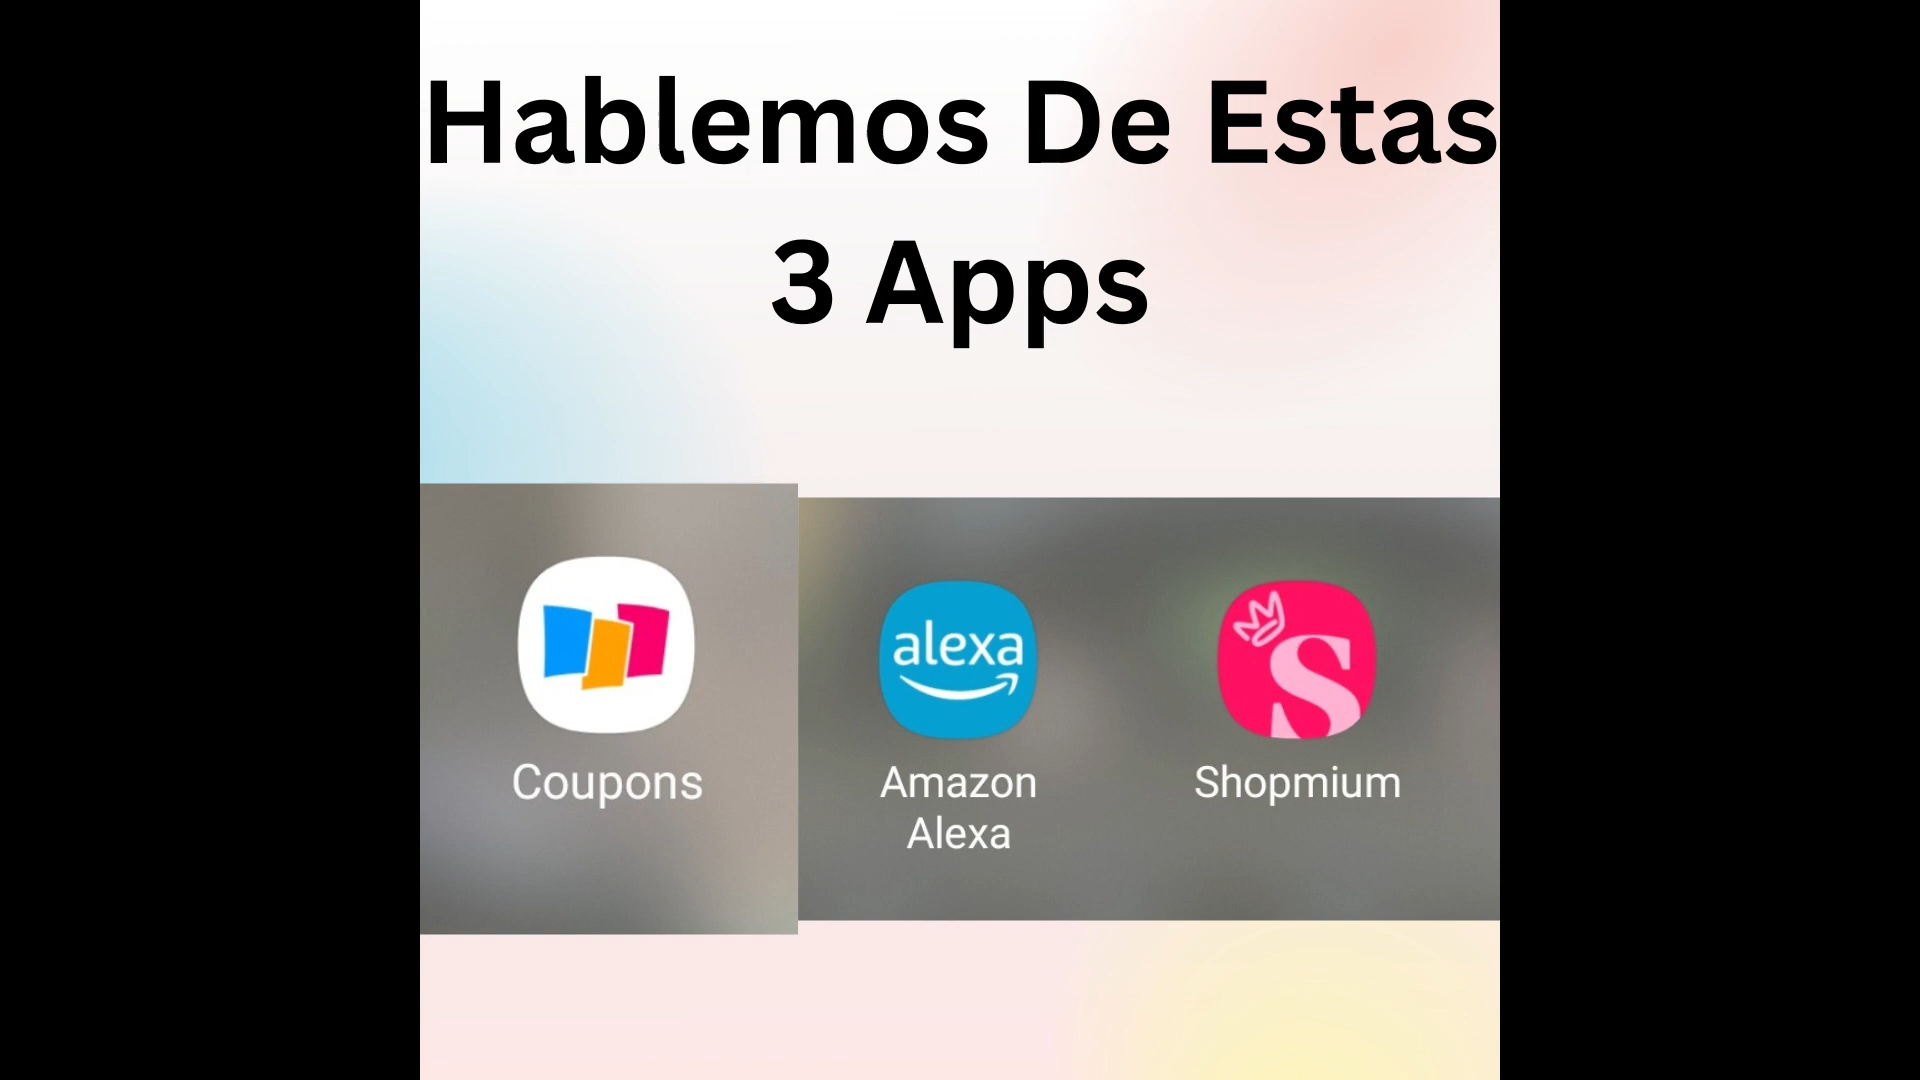 Hablemos De Estas
3 Apps
Coupons
alexa
Amazon
Alexa
S
Shopmium